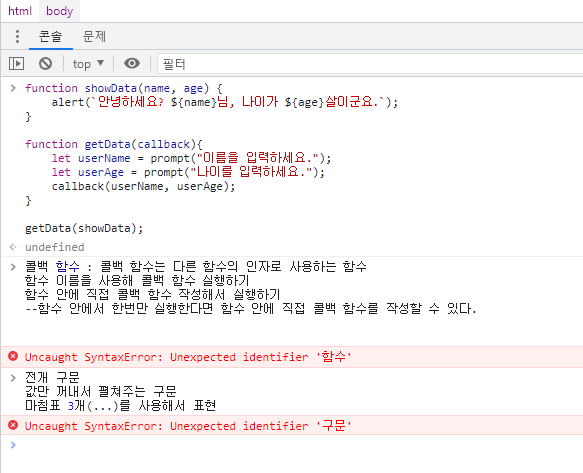 html body
콘솔 문제
top 필터
function showData(name, age) {
    alert(`안녕하세요? ${name}님, 나이가 ${age}살이군요.`);
}
function getData(callback){
    let userName = prompt("이름을 입력하세요.");
    let userAge = prompt("나이를 입력하세요.");
    callback(userName, userAge);
}
getData(showData);
undefined
콜백 함수 : 콜백 함수는 다른 함수의 인자로 사용하는 함수
함수 이름을 사용해 콜백 함수 실행하기
함수 안에 직접 콜백 함수 작성해서 실행하기
--함수 안에서 한번만 실행한다면 함수 안에 직접 콜백 함수를 작성할 수 있다.
Uncaught SyntaxError: Unexpected identifier '함수'
전개 구문
값만 꺼내서 펼쳐주는 구문
마침표 3개(...)를 사용해서 표현
Uncaught SyntaxError: Unexpected identifier '구문'